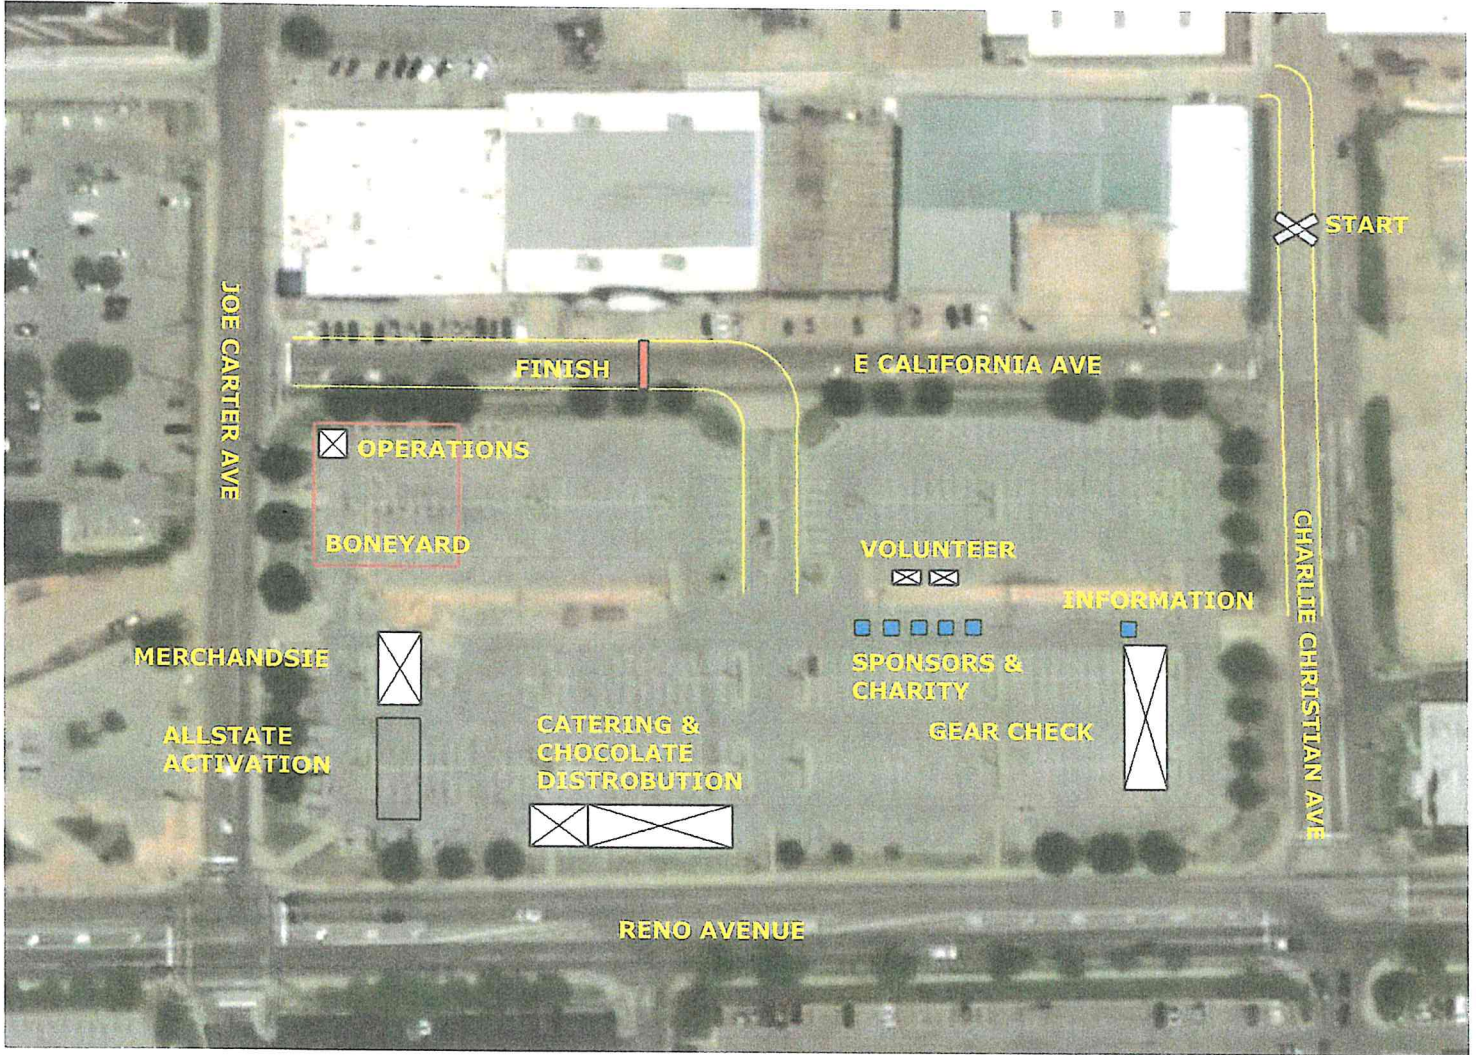 START
JOE CARTER AVE
FINISH
E CALIFORNIA AVE
OPERATIONS
BONEYARD
VOLUNTEER
INFORMATION
CHARLIE CHRISTIAN AVE
MERCHANDSIE
SPONSORS &
CHARITY
ALLSTATE
ACTIVATION
CATERING &
CHOCOLATE
DISTROBUTION
GEAR CHECK
RENO AVENUE